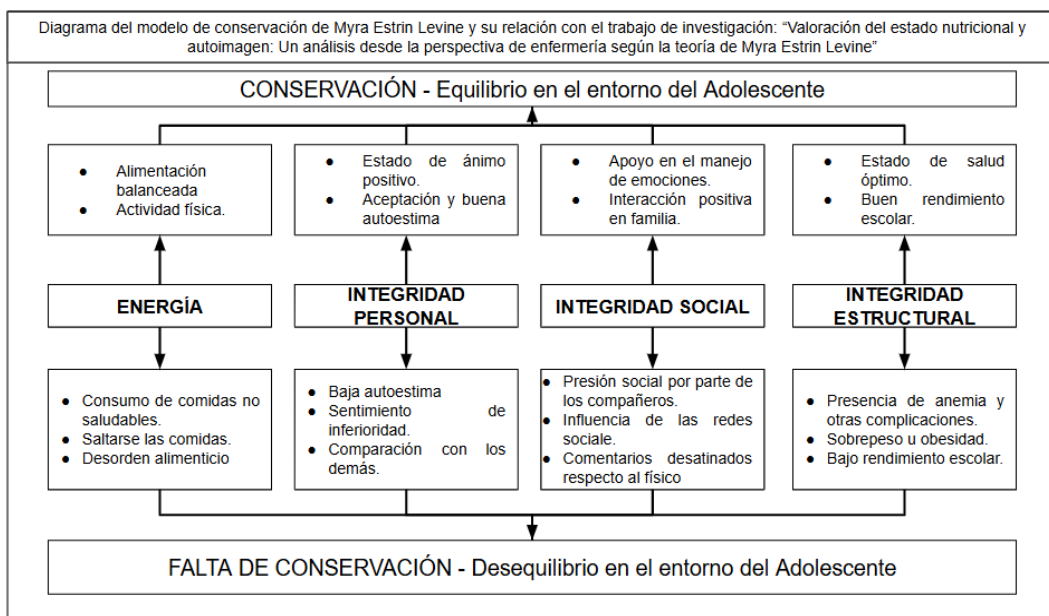 Diagrama del modelo de conservación de Myra Estrin Levine y su relación con el trabajo de investigación: “Valoración del estado nutricional y
autoimagen: Un análisis desde la perspectiva de enfermería según la teoría de Myra Estrin Levine”
CONSERVACIÓN - Equilibrio en el entorno del Adolescente
● Alimentación
balanceada
● Actividad física.
● Estado de ánimo
positivo.
● Aceptación y buena
autoestima
● Apoyo en el manejo
de emociones.
● Interacción positiva
en familia.
● Estado de salud
óptimo.
● Buen rendimiento
escolar.
ENERGÍA
INTEGRIDAD
PERSONAL
INTEGRIDAD SOCIAL
INTEGRIDAD
ESTRUCTURAL
● Consumo de comidas no
saludables.
● Saltarse las comidas.
● Desorden alimenticio
● Baja autoestima
● Sentimiento de
inferioridad.
● Comparación con los
demás.
● Presión social por parte de
los compañeros.
● Influencia de las redes
sociale.
● Comentarios desatinados
respecto al físico
● Presencia de anemia y
otras complicaciones.
● Sobrepeso u obesidad.
● Bajo rendimiento escolar.
FALTA DE CONSERVACIÓN - Desequilibrio en el entorno del Adolescente